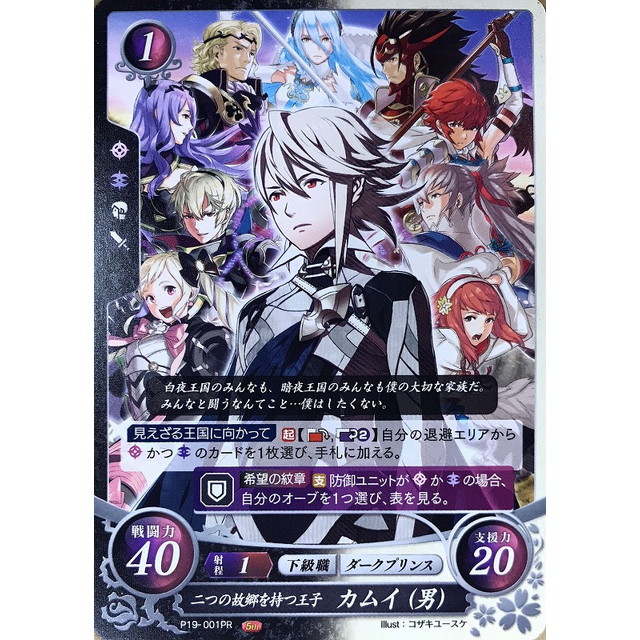 1
白夜王国のみんなも、暗夜王国のみんなも僕の大切な家族だ。
みんなと闘うなんてこと…僕はしたくない。
見えざる王国に向かって 起【 , 2】自分の退避エリアから
かつ のカードを1枚選び、手札に加える。
希望の紋章 支 防御ユニットが か の場合、
自分のオーブを1つ選び、表を見る。
戦闘力
40
射程 1
下級職 ダークプリンス
支援力
20
二つの故郷を持つ王子 カムイ(男)
P19-001PR 5th Illust:コザキユースケ